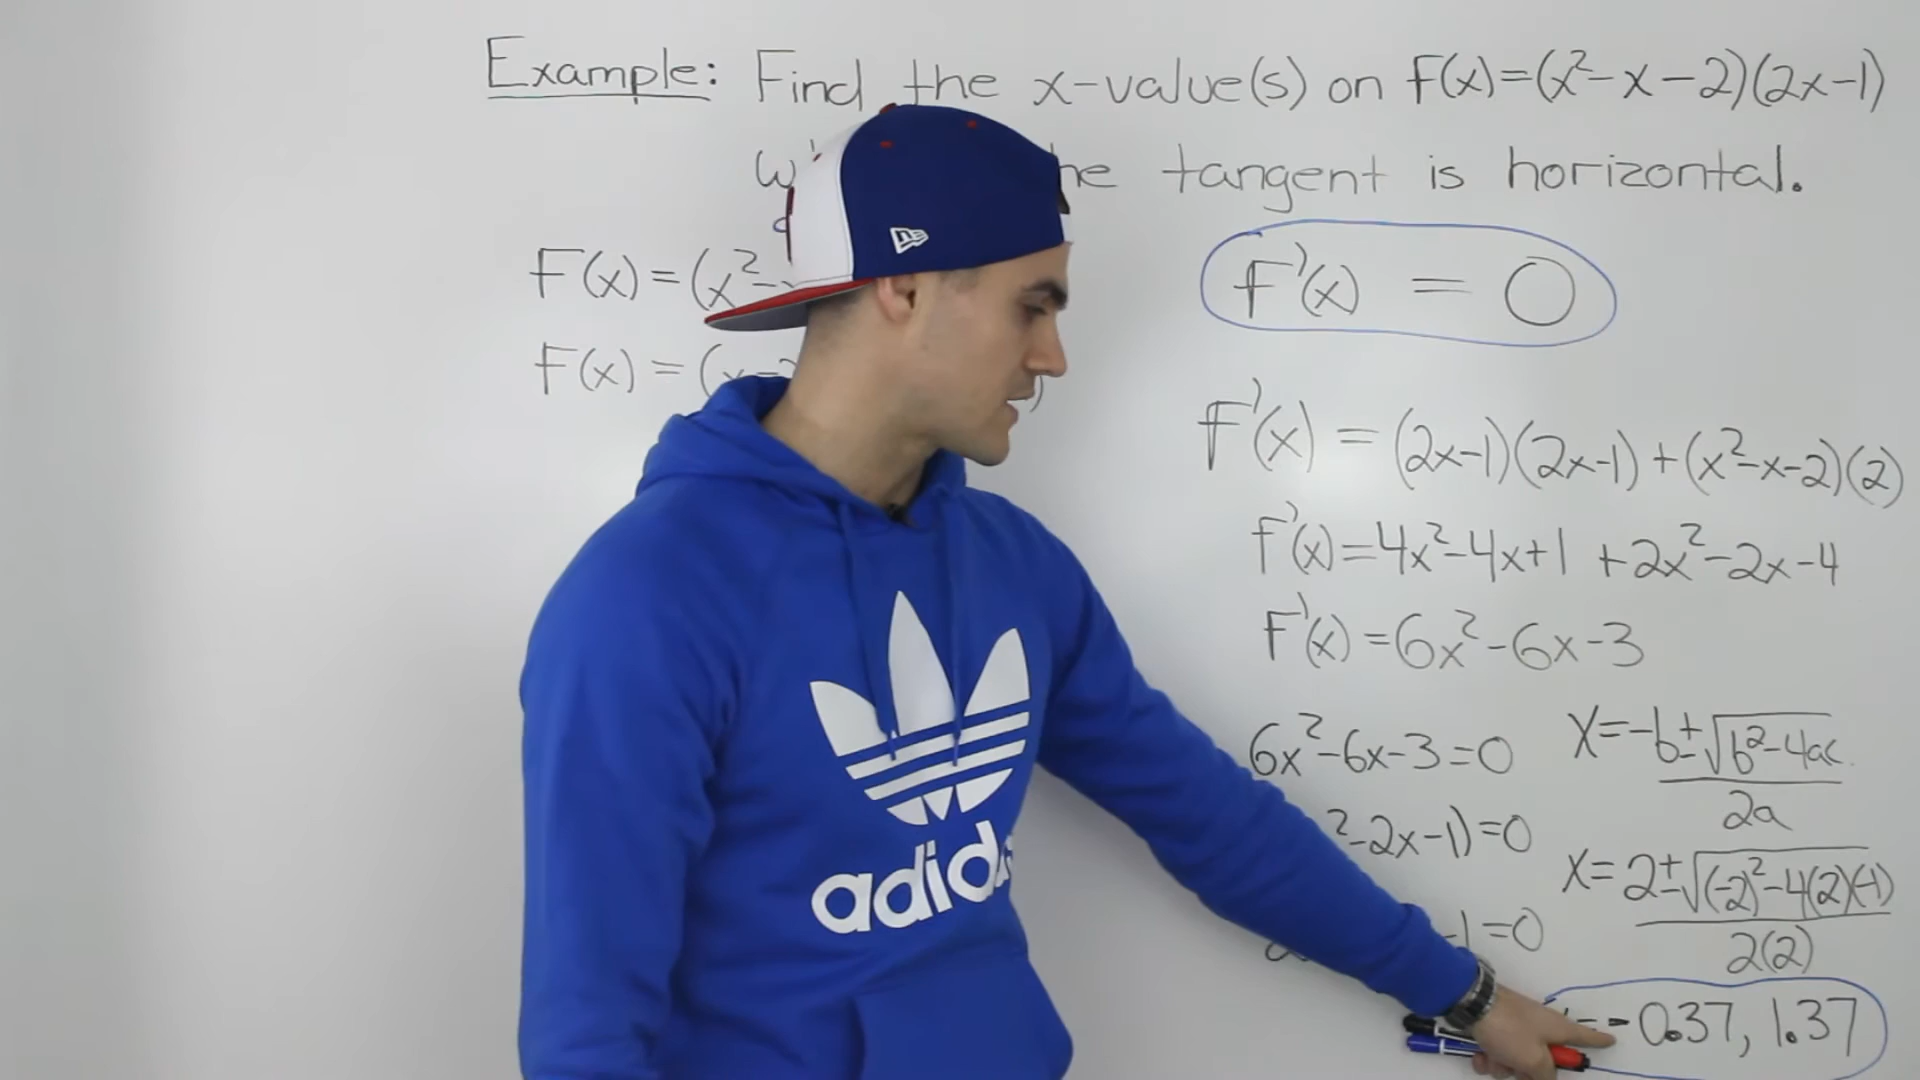 Example: Find the x-value(s) on f(x)=(x²-x-2)(2x-1)
the tangent is horizontal.
F(x)=(x²-
F'(x) = 0
F(x) = (x-2
F'(x) = (2x-1)(2x-1)+(x²-x-2)(2)
f'(x)=4x²-4x+1 +2x²-2x-4
F'(x)=6x²-6x-3
6x²-6x-3=0
x=-b±√b²-4ac
2a
²-2x-1)=0
x=2±√(-2)²-4(2)(-1)
2(2)
-1=0
=-0.37, 1.37
adidas